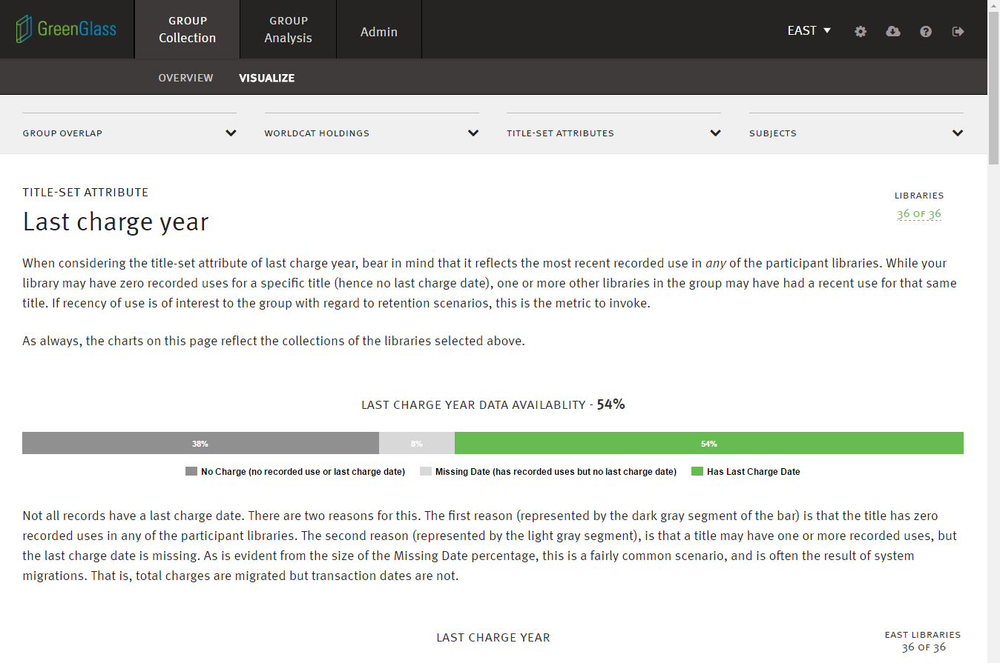 GreenGlass
GROUP
Collection
GROUP
Analysis
Admin
EAST
OVERVIEW
VISUALIZE
GROUP OVERLAP
WORLDCAT HOLDINGS
TITLE-SET ATTRIBUTES
SUBJECTS
TITLE-SET ATTRIBUTE
Last charge year
LIBRARIES
36 OF 36
When considering the title-set attribute of last charge year, bear in mind that it reflects the most recent recorded use in any of the participant libraries. While your
library may have zero recorded uses for a specific title (hence no last charge date), one or more other libraries in the group may have had a recent use for that same
title. If recency of use is of interest to the group with regard to retention scenarios, this is the metric to invoke.
As always, the charts on this page reflect the collections of the libraries selected above.
LAST CHARGE YEAR DATA AVAILABLITY - 54%
38%
8%
54%
No Charge (no recorded use or last charge date)
Missing Date (has recorded uses but no last charge date)
Has Last Charge Date
Not all records have a last charge date. There are two reasons for this. The first reason (represented by the dark gray segment of the bar) is that the title has zero
recorded uses in any of the participant libraries. The second reason (represented by the light gray segment), is that a title may have one or more recorded uses, but
the last charge date is missing. As is evident from the size of the Missing Date percentage, this is a fairly common scenario, and is often the result of system
migrations. That is, total charges are migrated but transaction dates are not.
LAST CHARGE YEAR
EAST LIBRARIES
36 OF 36